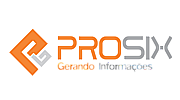 PROSIX
Gerando Informações